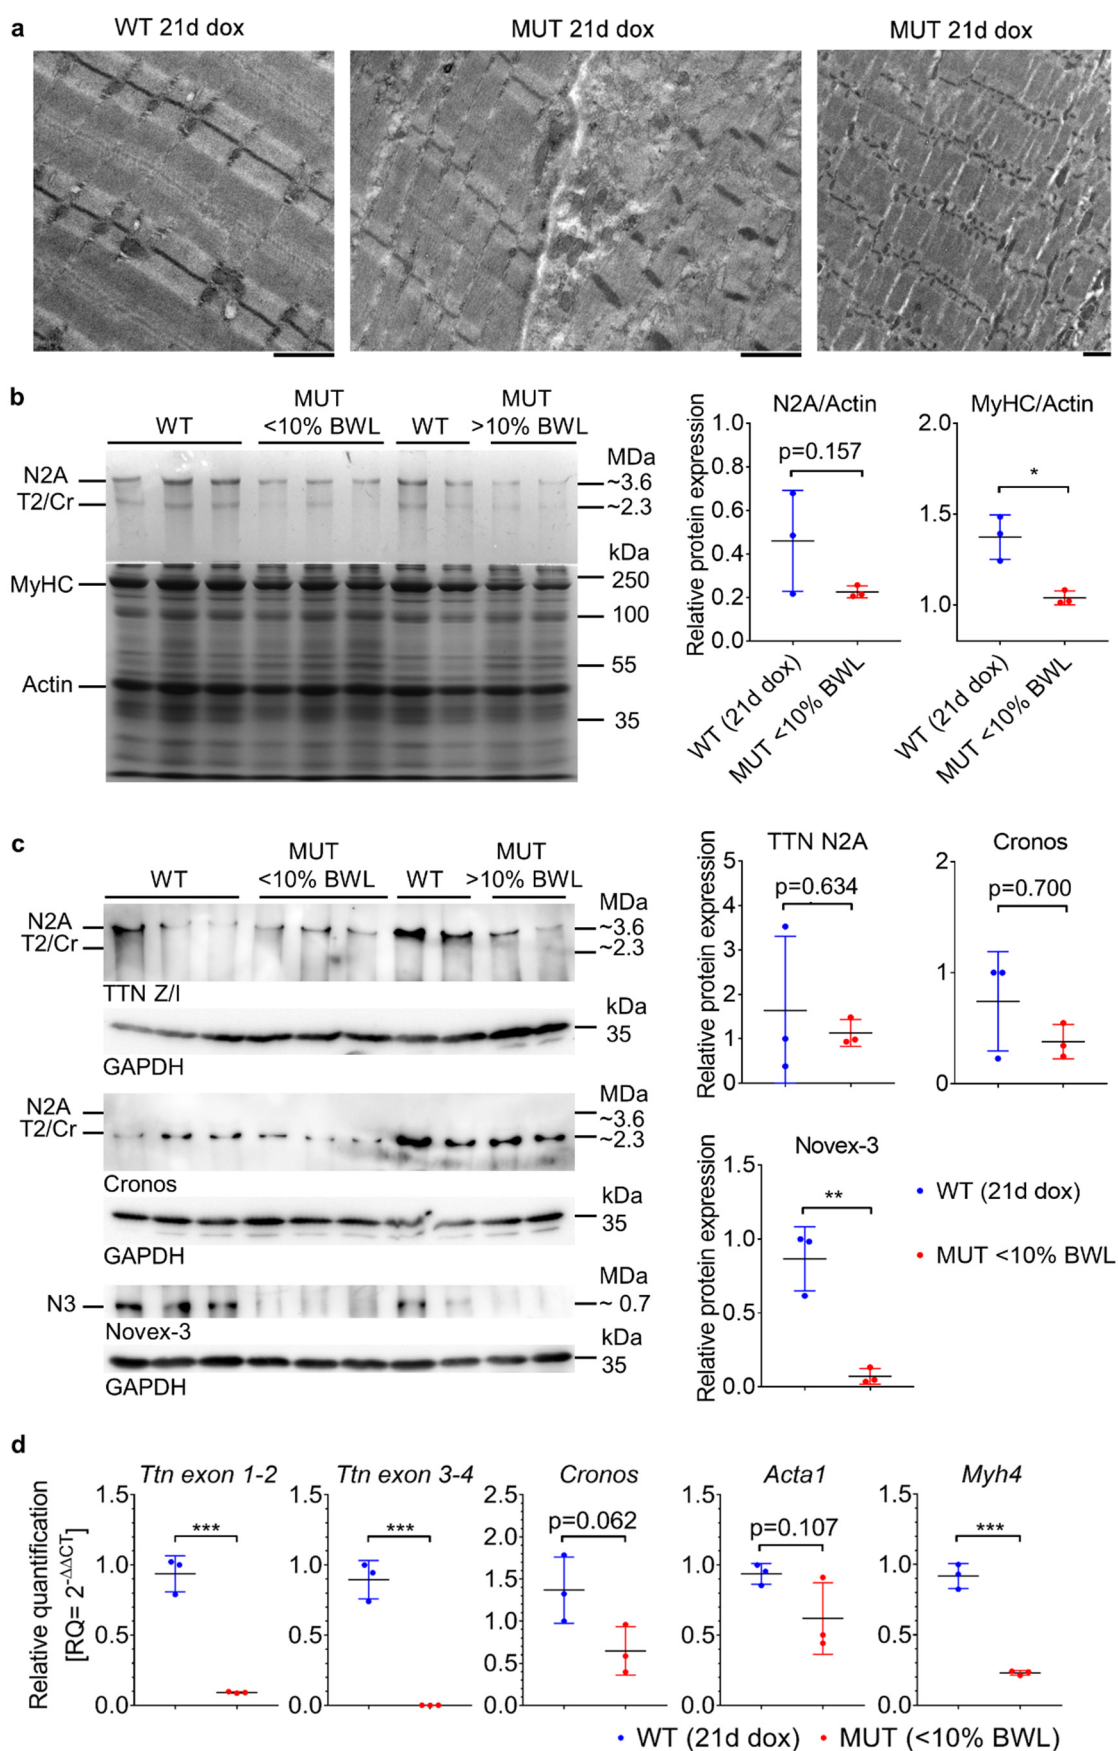 a
WT 21d dox
MUT 21d dox
MUT 21d dox
b
WT
MUT
<10% BWL
WT
MUT
>10% BWL
N2A
T2/Cr
MyHC
Actin
MDa
~3.6
~2.3
kDa
250
100
55
35
N2A/Actin
Relative protein expression
1.0
0.8
0.6
0.4
0.2
0.0
p=0.157
WT (21d dox)
MUT <10% BWL
MyHC/Actin
2.0
1.5
1.0
*
WT (21d dox)
MUT <10% BWL
c
WT
MUT
<10% BWL
WT
MUT
>10% BWL
N2A
T2/Cr
MDa
~3.6
~2.3
TTN Z/I
kDa
35
GAPDH
N2A
T2/Cr
MDa
~3.6
~2.3
Cronos
kDa
35
GAPDH
N3
MDa
~ 0.7
Novex-3
kDa
35
GAPDH
TTN N2A
Relative protein expression
5
4
3
2
1
0
p=0.634
Cronos
2
1
0
p=0.700
Novex-3
Relative protein expression
1.5
1.0
0.5
0.0
**
WT (21d dox)
MUT <10% BWL
d
Relative quantification
[RQ= 2-ΔΔCT]
Ttn exon 1-2
1.5
1.0
0.5
0.0
***
Ttn exon 3-4
1.5
1.0
0.5
0.0
***
Cronos
2.5
2.0
1.5
1.0
0.5
0.0
p=0.062
Acta1
1.5
1.0
0.5
0.0
p=0.107
Myh4
1.5
1.0
0.5
0.0
***
WT (21d dox)
MUT (<10% BWL)